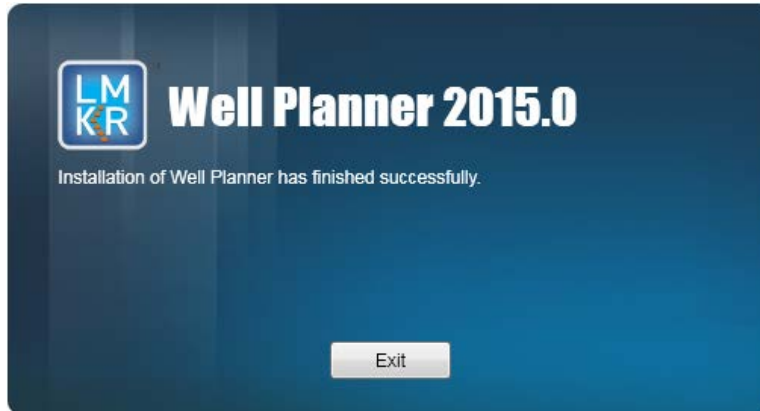 LM
KR
Well Planner 2015.0
Installation of Well Planner has finished successfully.
Exit